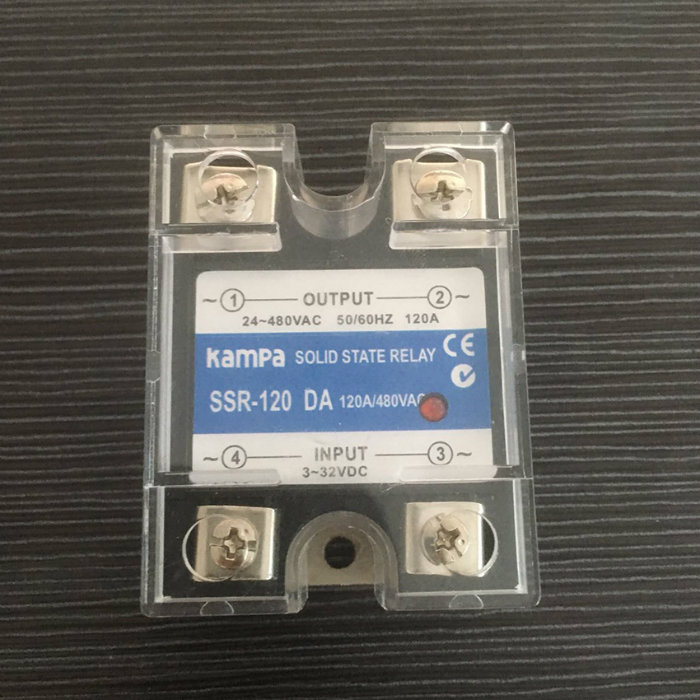 ~ 1 OUTPUT 2 ~
24~480VAC 50/60HZ 120A
kampa SOLID STATE RELAY CE
SSR-120 DA 120A/480VAC
~ 4 INPUT 3 ~
3~32VDC